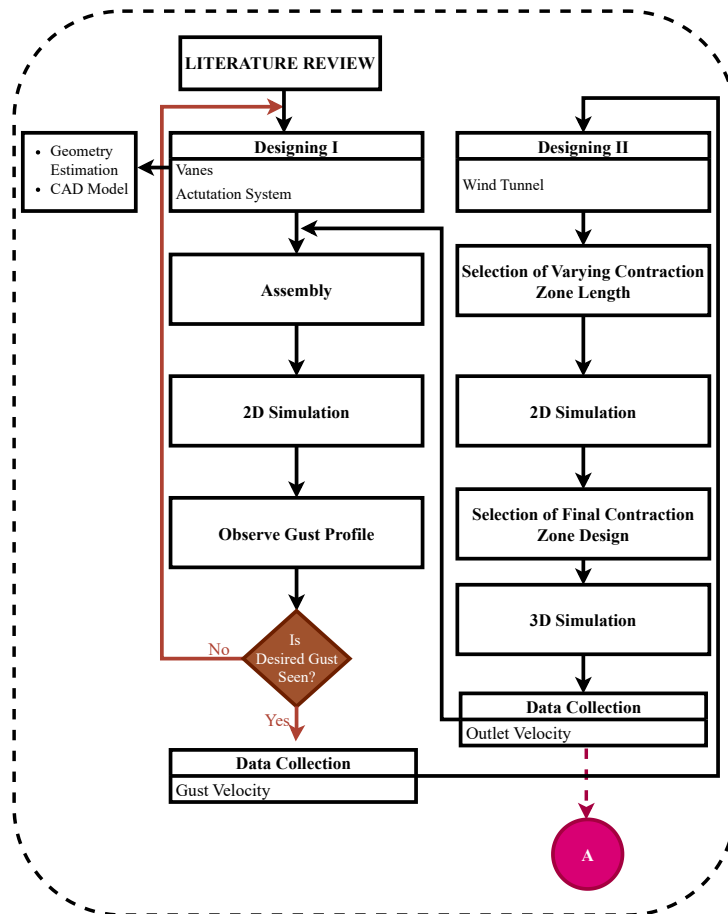 LITERATURE REVIEW
Designing I
Vanes
Actutation System
• Geometry
Estimation
• CAD Model
Assembly
2D Simulation
Observe Gust Profile
Is
Desired Gust
Seen?
No
Yes
Data Collection
Gust Velocity
Designing II
Wind Tunnel
Selection of Varying Contraction
Zone Length
2D Simulation
Selection of Final Contraction
Zone Design
3D Simulation
Data Collection
Outlet Velocity
A